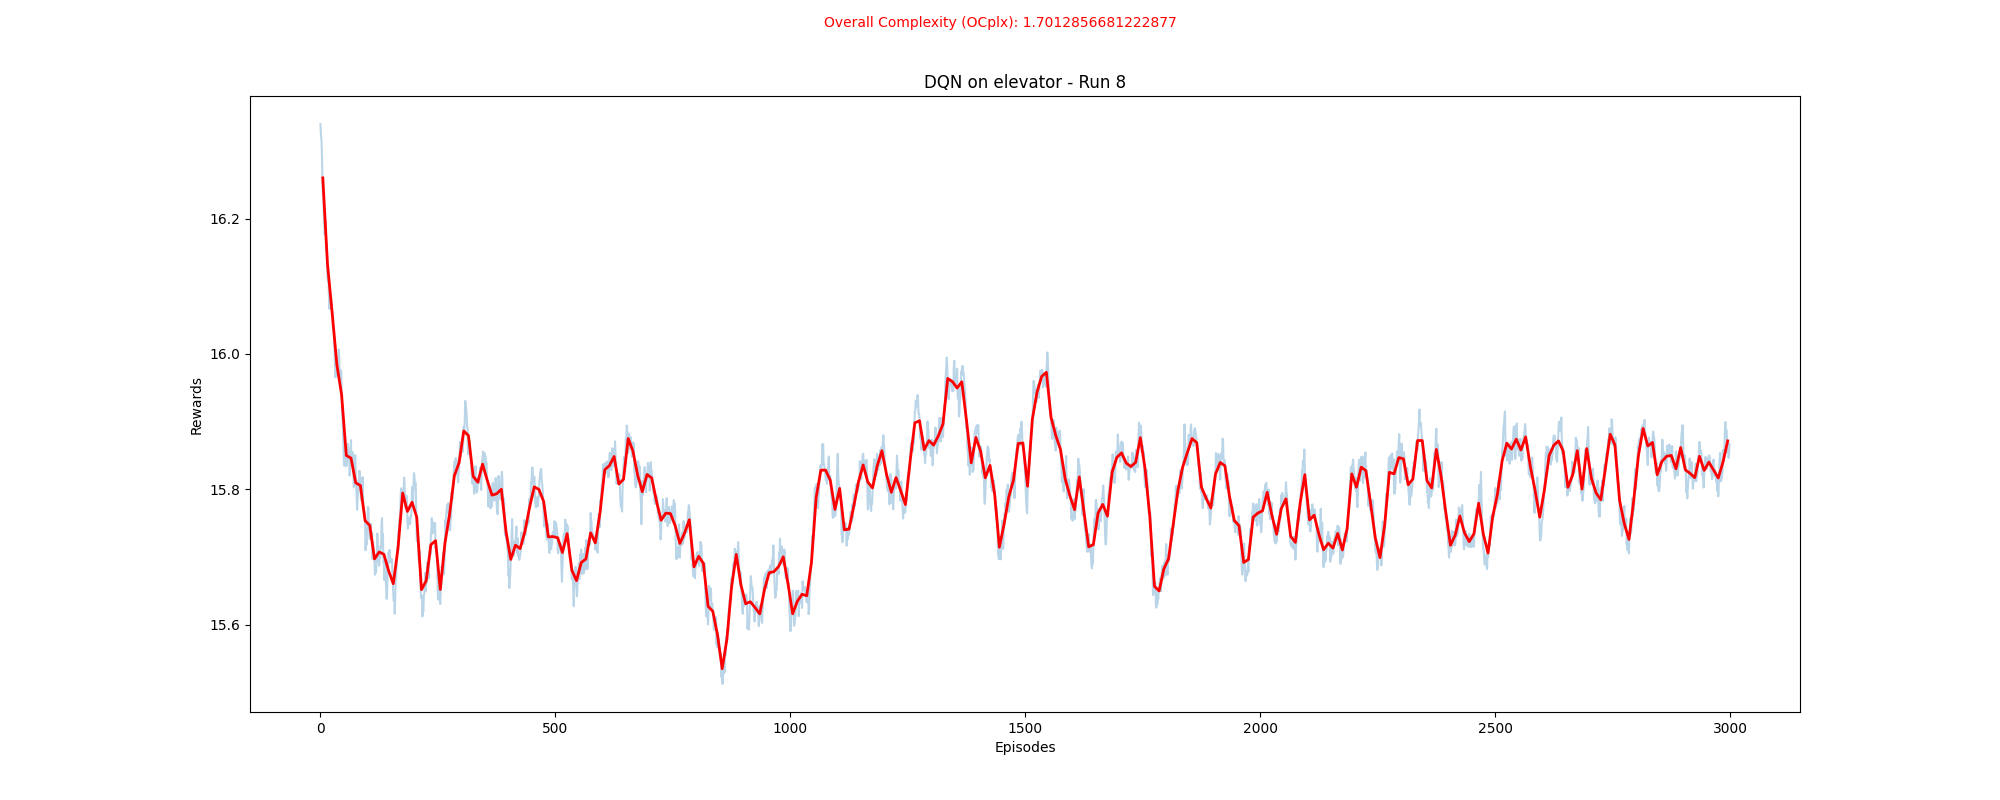 Overall Complexity (OCplx): 1.7012856681222877
DQN on elevator - Run 8
16.2
16.0
15.8
15.6
Rewards
0 500 1000 1500 2000 2500 3000
Episodes